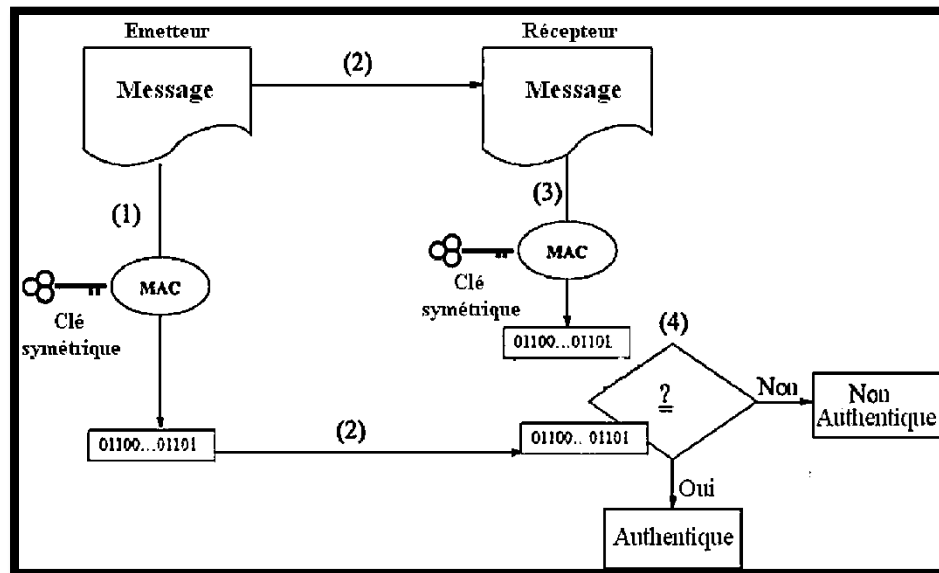 Emetteur
Récepteur
Message
(2)
Message
(1)
(3)
MAC
MAC
Clé
symétrique
Clé
symétrique
01100...01101
(4)
?
=
Non
Non
Authentique
01100...01101
(2)
01100.. 01101
Oui
Authentique